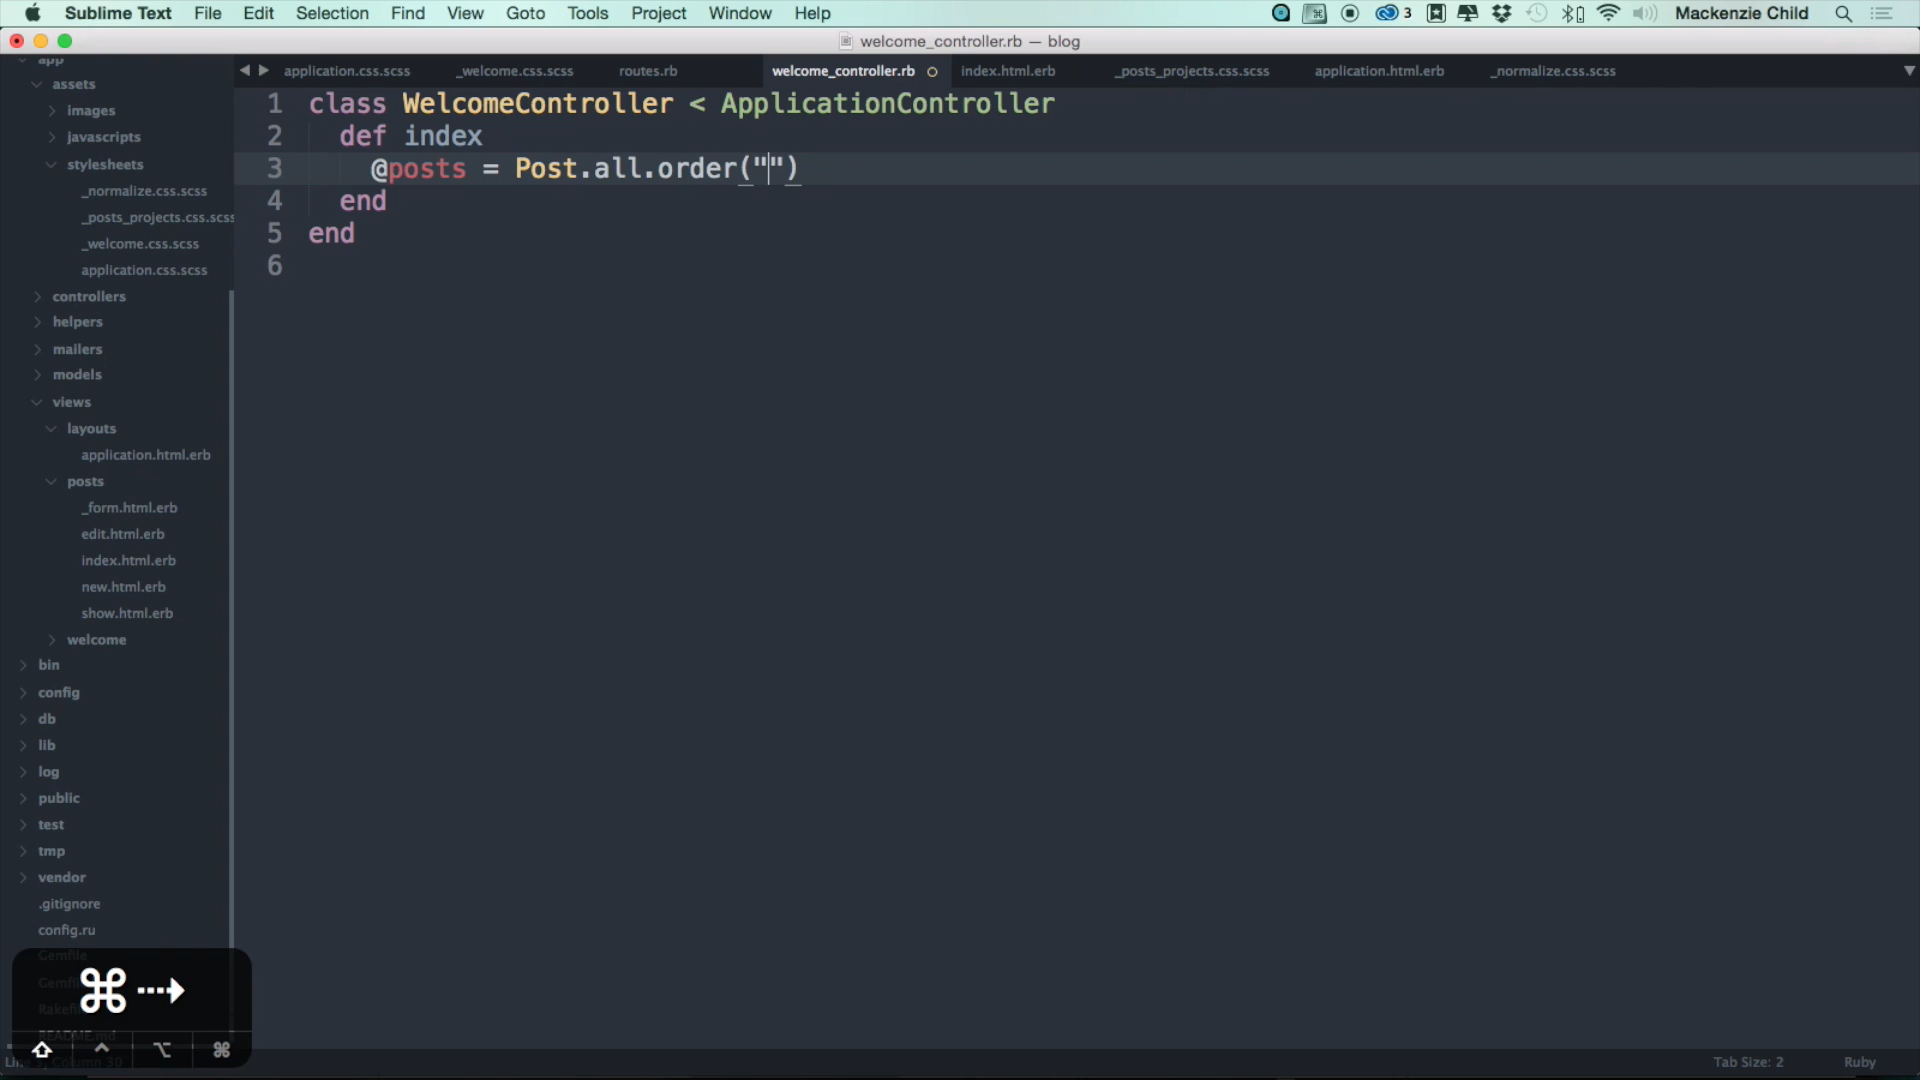 Sublime Text File Edit Selection Find View Goto Tools Project Window Help 3 Mackenzie Child
welcome_controller.rb — blog
application.css.scss _welcome.css.scss routes.rb welcome_controller.rb index.html.erb _posts_projects.css.scss application.html.erb _normalize.css.scss
app
assets
images
javascripts
stylesheets
_normalize.css.scss
_posts_projects.css.scss
_welcome.css.scss
application.css.scss
controllers
helpers
mailers
models
views
layouts
application.html.erb
posts
_form.html.erb
edit.html.erb
index.html.erb
new.html.erb
show.html.erb
welcome
bin
config
db
lib
log
public
test
tmp
vendor
.gitignore
config.ru
Gemfile
README.md
1 class WelcomeController < ApplicationController
2 def index
3 @posts = Post.all.order("")
4 end
5 end
6
Column 30 Tab Size: 2 Ruby